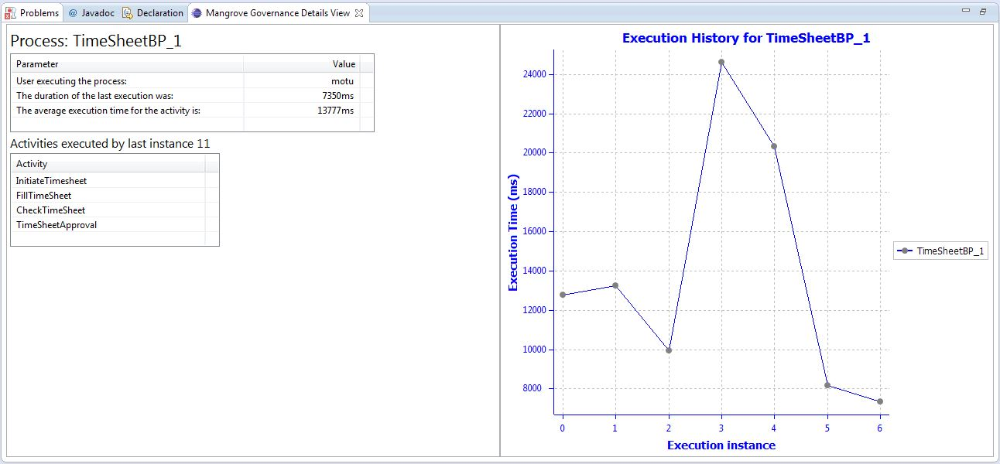 Problems @ Javadoc Declaration Mangrove Governance Details View
Process: TimeSheetBP_1
Parameter Value
User executing the process: motu
The duration of the last execution was: 7350ms
The average execution time for the activity is: 13777ms
Activities executed by last instance 11
Activity
InitiateTimesheet
FillTimeSheet
CheckTimeSheet
TimeSheetApproval
Execution History for TimeSheetBP_1
Execution Time (ms)
24000
22000
20000
18000
16000
14000
12000
10000
8000
0 1 2 3 4 5 6
Execution instance
TimeSheetBP_1